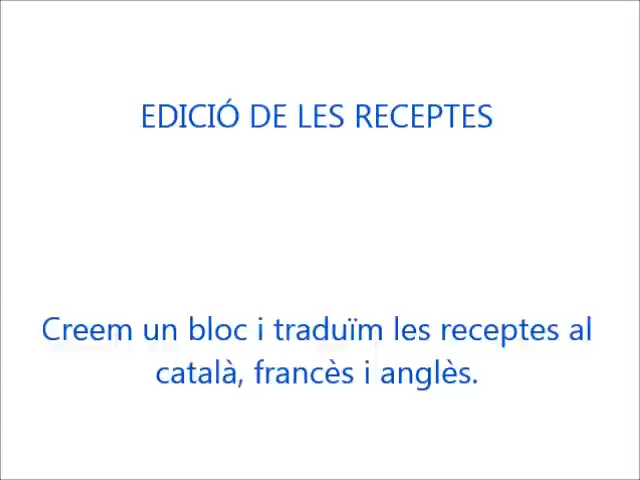 EDICIÓ DE LES RECEPTES
Creem un bloc i traduïm les receptes al
català, francès i anglès.